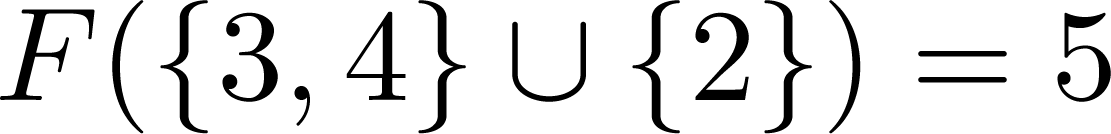 F({3, 4} ∪ {2}) = 5